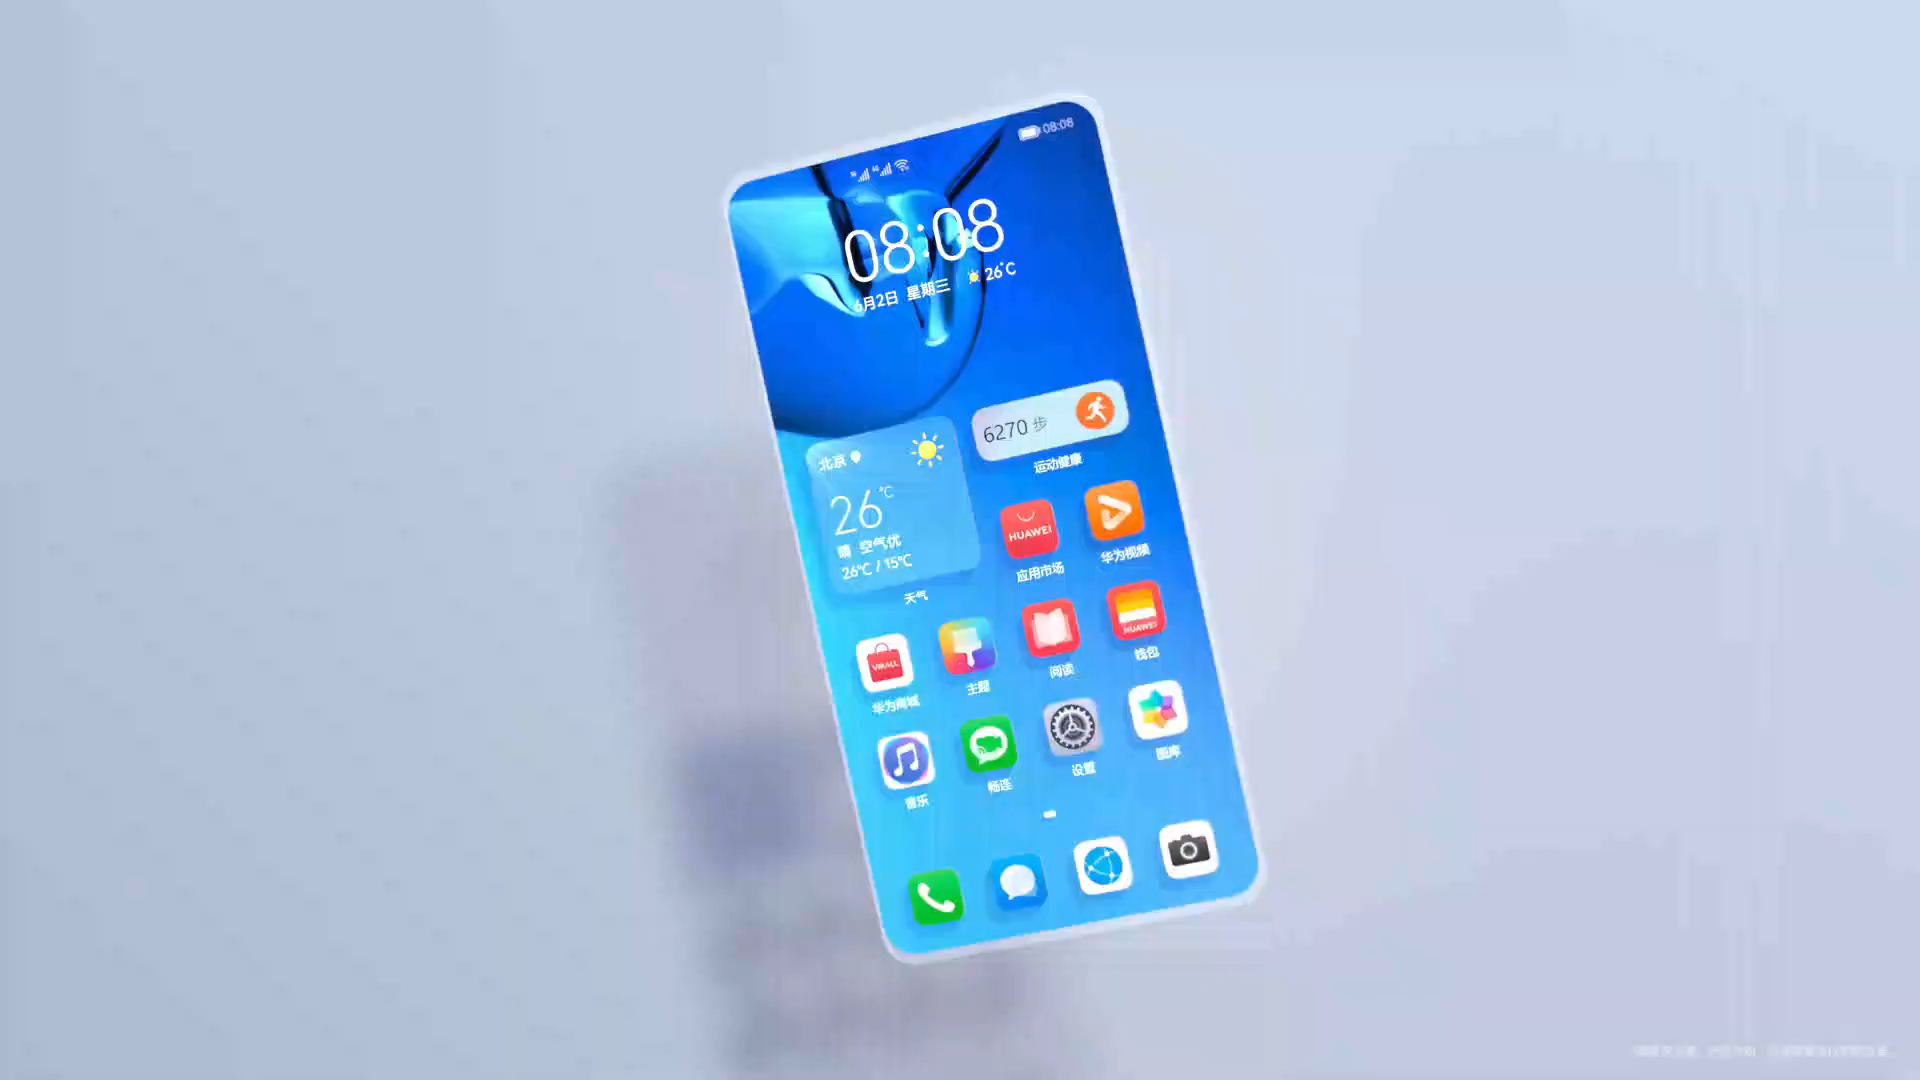 08:08
08:08
6月2日 星期三 26°C
6270 步
运动健康
北京
26°C
晴 空气优
26°C / 15°C
天气
HUAWEI
应用市场
华为视频
VMALL
华为商城
主题
阅读
HUAWEI
钱包
音乐
畅连
设置
图库